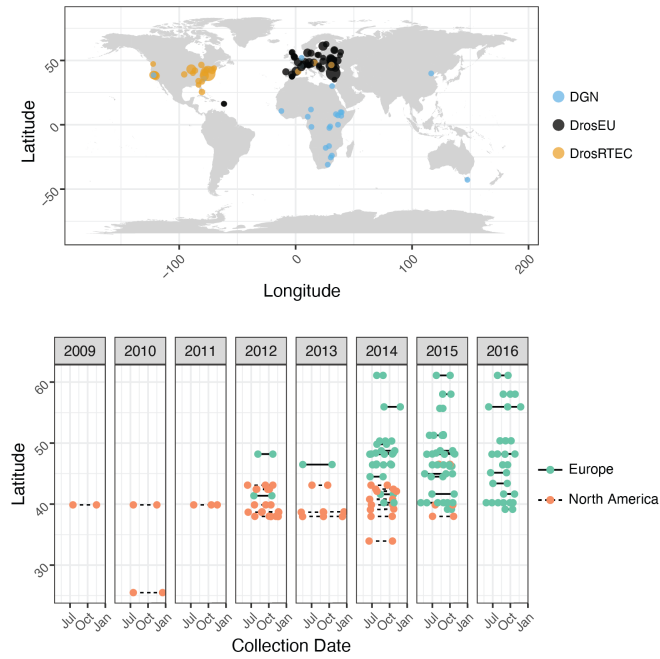 50
0
−50
Latitude
−100
0
100
200
Longitude
DGN
DrosEU
DrosRTEC
2009 2010 2011 2012 2013 2014 2015 2016
60
50
40
30
Latitude
Europe
North America
Jul Oct Jan Jul Oct Jan Jul Oct Jan Jul Oct Jan Jul Oct Jan Jul Oct Jan Jul Oct Jan Jul Oct Jan
Collection Date